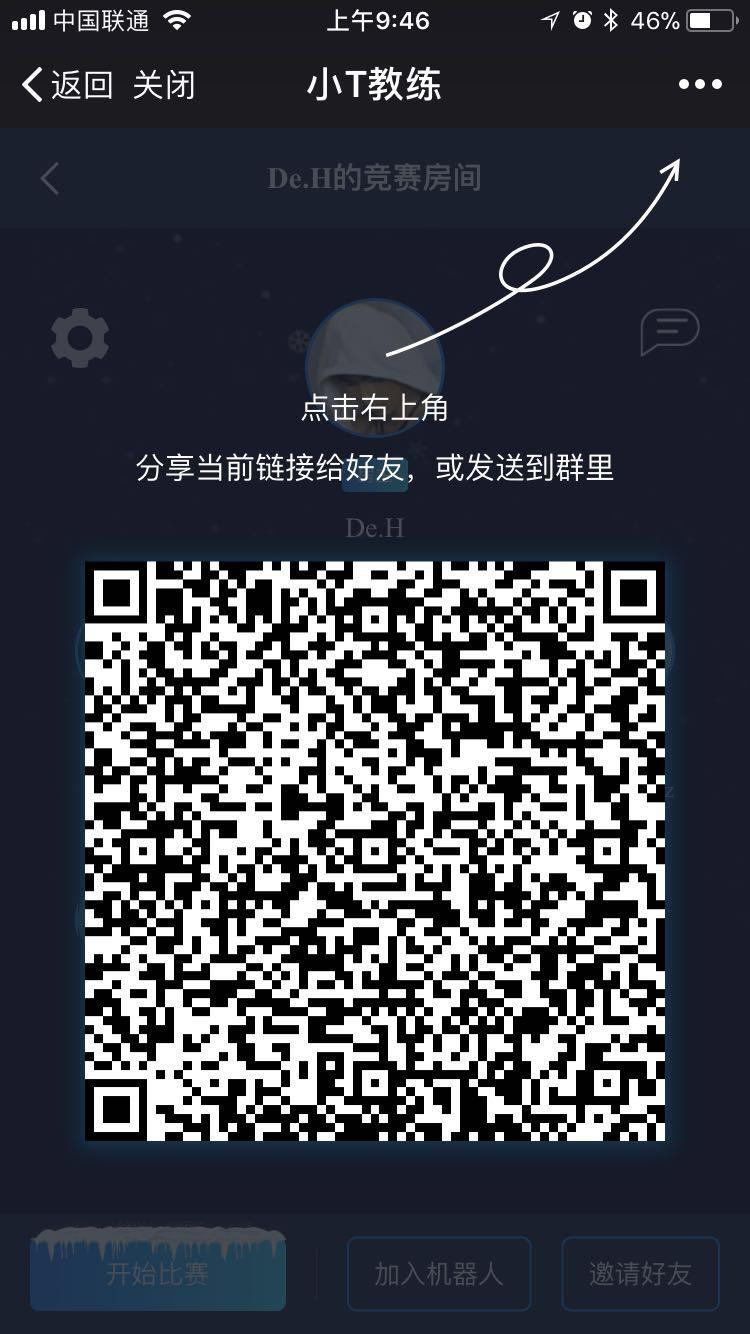 中国联通 上午9:46 46%
返回 关闭 小T教练
De.H的竞赛房间
点击右上角
分享当前链接给好友，或发送到群里
De.H
z
开始比赛 加入机器人 邀请好友